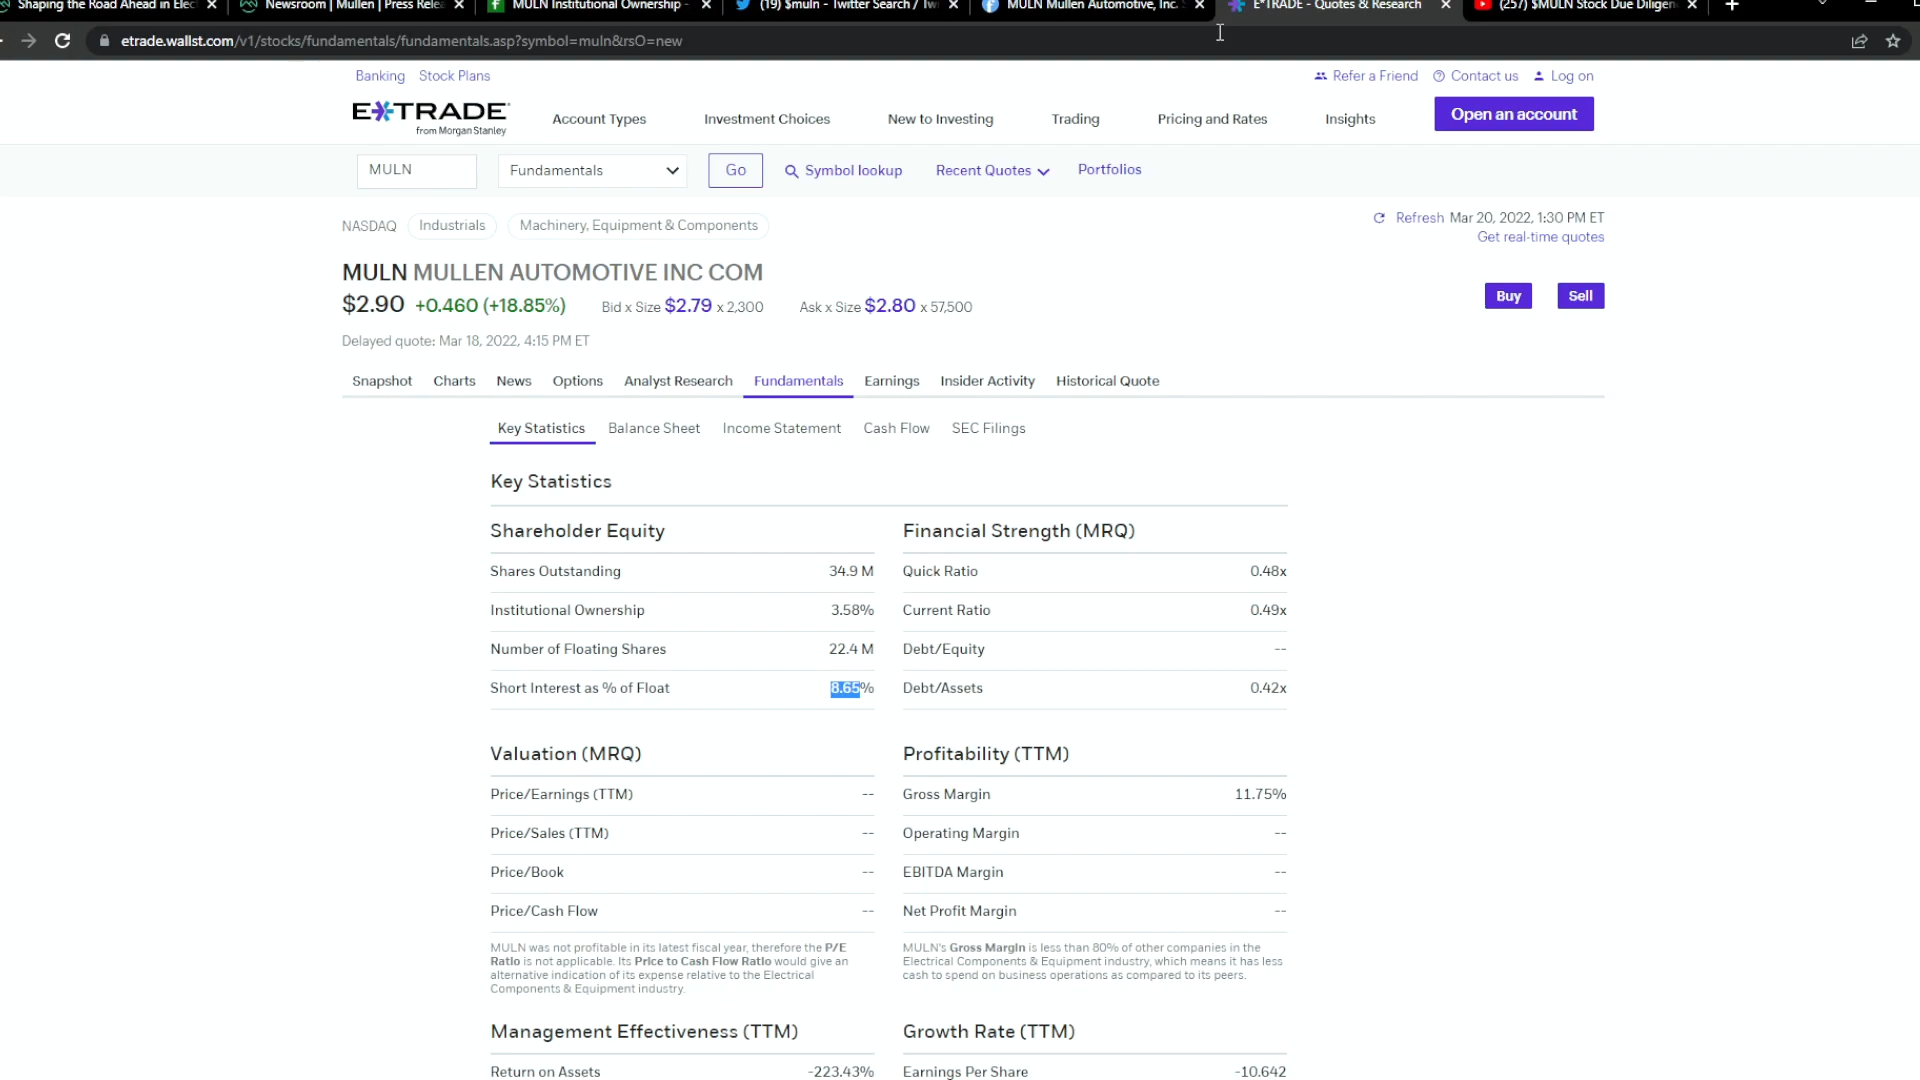 Shaping the Road Ahead in Elec
Newsroom | Mullen | Press Rele
MULN Institutional Ownership -
(19) $muln - Twitter Search / Tw
MULN Mullen Automotive, Inc.
E*TRADE - Quotes & Research
(257) $MULN Stock Due Diligen
etrade.wallst.com/v1/stocks/fundamentals/fundamentals.asp?symbol=muln&rsO=new
Banking Stock Plans
Refer a Friend Contact us Log on
E*TRADE
from Morgan Stanley
Account Types Investment Choices New to Investing Trading Pricing and Rates Insights Open an account
MULN Fundamentals Go Symbol lookup Recent Quotes Portfolios
NASDAQ Industrials Machinery, Equipment & Components
Refresh Mar 20, 2022, 1:30 PM ET
Get real-time quotes
MULN MULLEN AUTOMOTIVE INC COM
$2.90 +0.460 (+18.85%) Bid x Size $2.79 x 2,300 Ask x Size $2.80 x 57,500
Buy Sell
Delayed quote: Mar 18, 2022, 4:15 PM ET
Snapshot Charts News Options Analyst Research Fundamentals Earnings Insider Activity Historical Quote
Key Statistics Balance Sheet Income Statement Cash Flow SEC Filings
Key Statistics
Shareholder Equity
Shares Outstanding 34.9 M
Institutional Ownership 3.58%
Number of Floating Shares 22.4 M
Short Interest as % of Float 8.65%
Financial Strength (MRQ)
Quick Ratio 0.48x
Current Ratio 0.49x
Debt/Equity --
Debt/Assets 0.42x
Valuation (MRQ)
Price/Earnings (TTM) --
Price/Sales (TTM) --
Price/Book --
Price/Cash Flow --
MULN was not profitable in its latest fiscal year, therefore the P/E
Ratio is not applicable. Its Price to Cash Flow Ratio would give an
alternative indication of its expense relative to the Electrical
Components & Equipment industry.
Profitability (TTM)
Gross Margin 11.75%
Operating Margin --
EBITDA Margin --
Net Profit Margin --
MULN's Gross Margin is less than 80% of other companies in the
Electrical Components & Equipment industry, which means it has less
cash to spend on business operations as compared to its peers.
Management Effectiveness (TTM)
Return on Assets -223.43%
Growth Rate (TTM)
Earnings Per Share -10.642